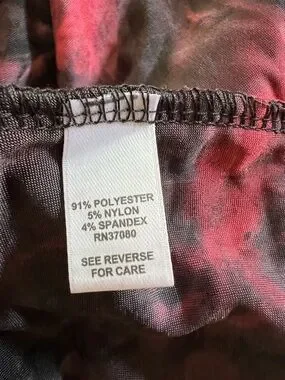 91% POLYESTER
5% NYLON
4% SPANDEX
RN37080
SEE REVERSE
FOR CARE